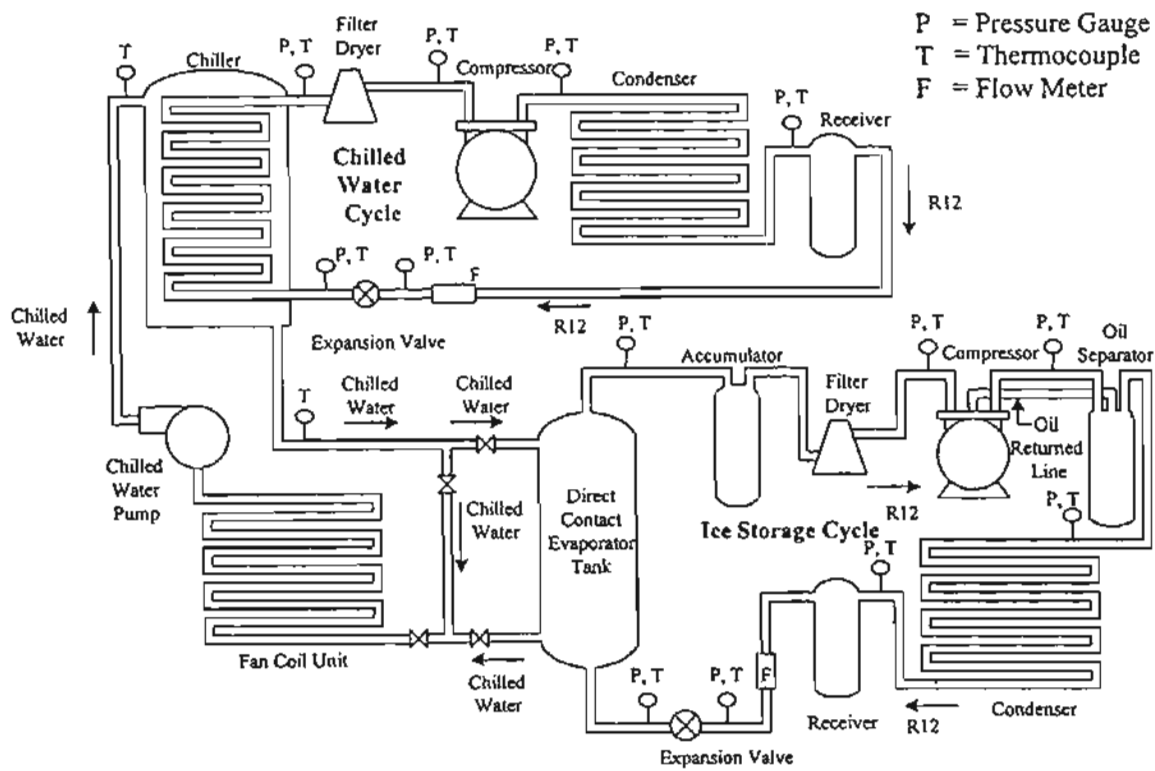 P = Pressure Gauge
T = Thermocouple
F = Flow Meter
T
Chiller
P, T
Filter
Dryer
P, T
Compressor
P, T
Condenser
P, T
Receiver
Chilled
Water
Cycle
R12
P, T
P, T
F
R12
Expansion Valve
Chilled
Water
T
Chilled
Water
Chilled
Water
P, T
Accumulator
Filter
Dryer
P, T
Compressor
P, T
Oil
Separator
Oil
Returned
Line
Chilled
Water
Pump
Chilled
Water
Direct
Contact
Evaporator
Tank
R12
P, T
Ice Storage Cycle
P, T
Fan Coil Unit
Chilled
Water
P, T
P, T
F
Receiver
R12
Condenser
Expansion Valve